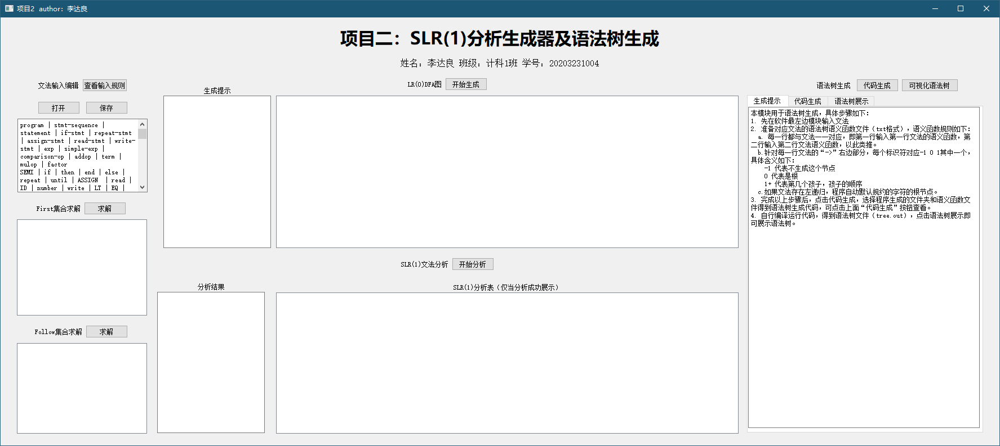 项目2 author: 李达良
项目二：SLR(1)分析生成器及语法树生成
姓名：李达良 班级：计科1班 学号：20203231004
文法输入编辑 查看输入规则
打开 保存
program | stmt-sequence |
statement | if-stmt | repeat-stmt
| assign-stmt | read-stmt | write-
stmt | exp | simple-exp |
comparison-op | addop | term |
mulop | factor
SEMI | if | then | end | else |
repeat | until | ASSIGN | read |
ID | number | write | LT | EQ |
First集合求解 求解
Follow集合求解 求解
生成提示
LR(0)DFA图 开始生成
SLR(1)文法分析 开始分析
分析结果
SLR(1)分析表（仅当分析成功展示）
语法树生成 代码生成 可视化语法树
生成提示 代码生成 语法树展示
本模块用于语法树生成，具体步骤如下：
1. 先在软件最左边模块输入文法
2. 准备对应文法的语法树语义函数文件（txt格式），语义函数规则如下：
a. 每一行都与文法一一对应，即第一行输入第一行文法的语义函数，第
二行输入第二行文法语义函数，以此类推。
b.针对每一行文法的“->”右边部分，每个标识符对应-1 0 1其中一个，
具体含义如下：
-1 代表不生成这个节点
0 代表是根
1+ 代表第几个孩子，孩子的顺序
c.如果文法存在左递归，程序自动默认规约的字符的根节点。
3. 完成以上步骤后，点击代码生成，选择程序生成的文件夹和语义函数文
件得到语法树生成代码，可点击上面“代码生成”按钮查看。
4. 自行编译运行代码，得到语法树文件（tree.out），点击语法树展示即
可展示语法树。